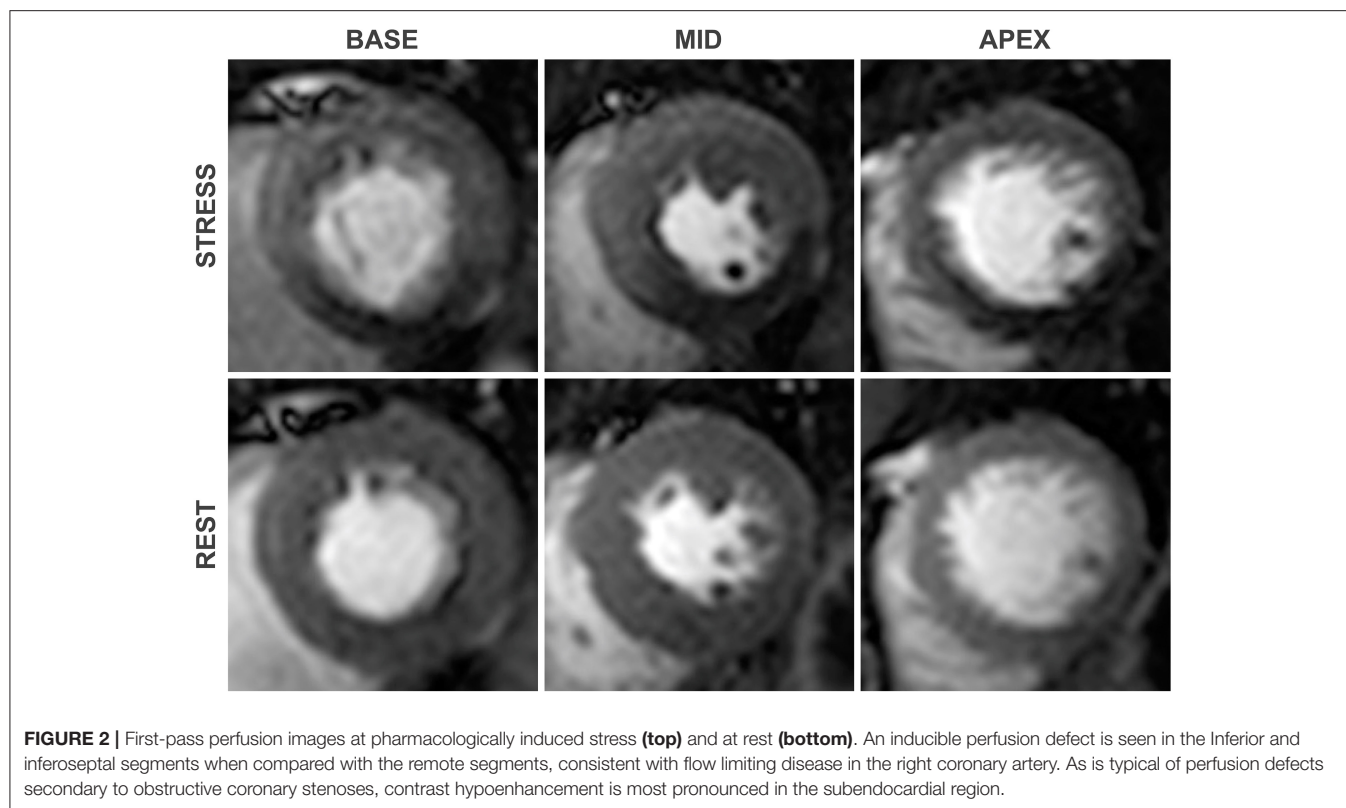 BASE MID APEX
STRESS
REST
FIGURE 2 | First-pass perfusion images at pharmacologically induced stress (top) and at rest (bottom). An inducible perfusion defect is seen in the Inferior and
inferoseptal segments when compared with the remote segments, consistent with flow limiting disease in the right coronary artery. As is typical of perfusion defects
secondary to obstructive coronary stenoses, contrast hypoenhancement is most pronounced in the subendocardial region.